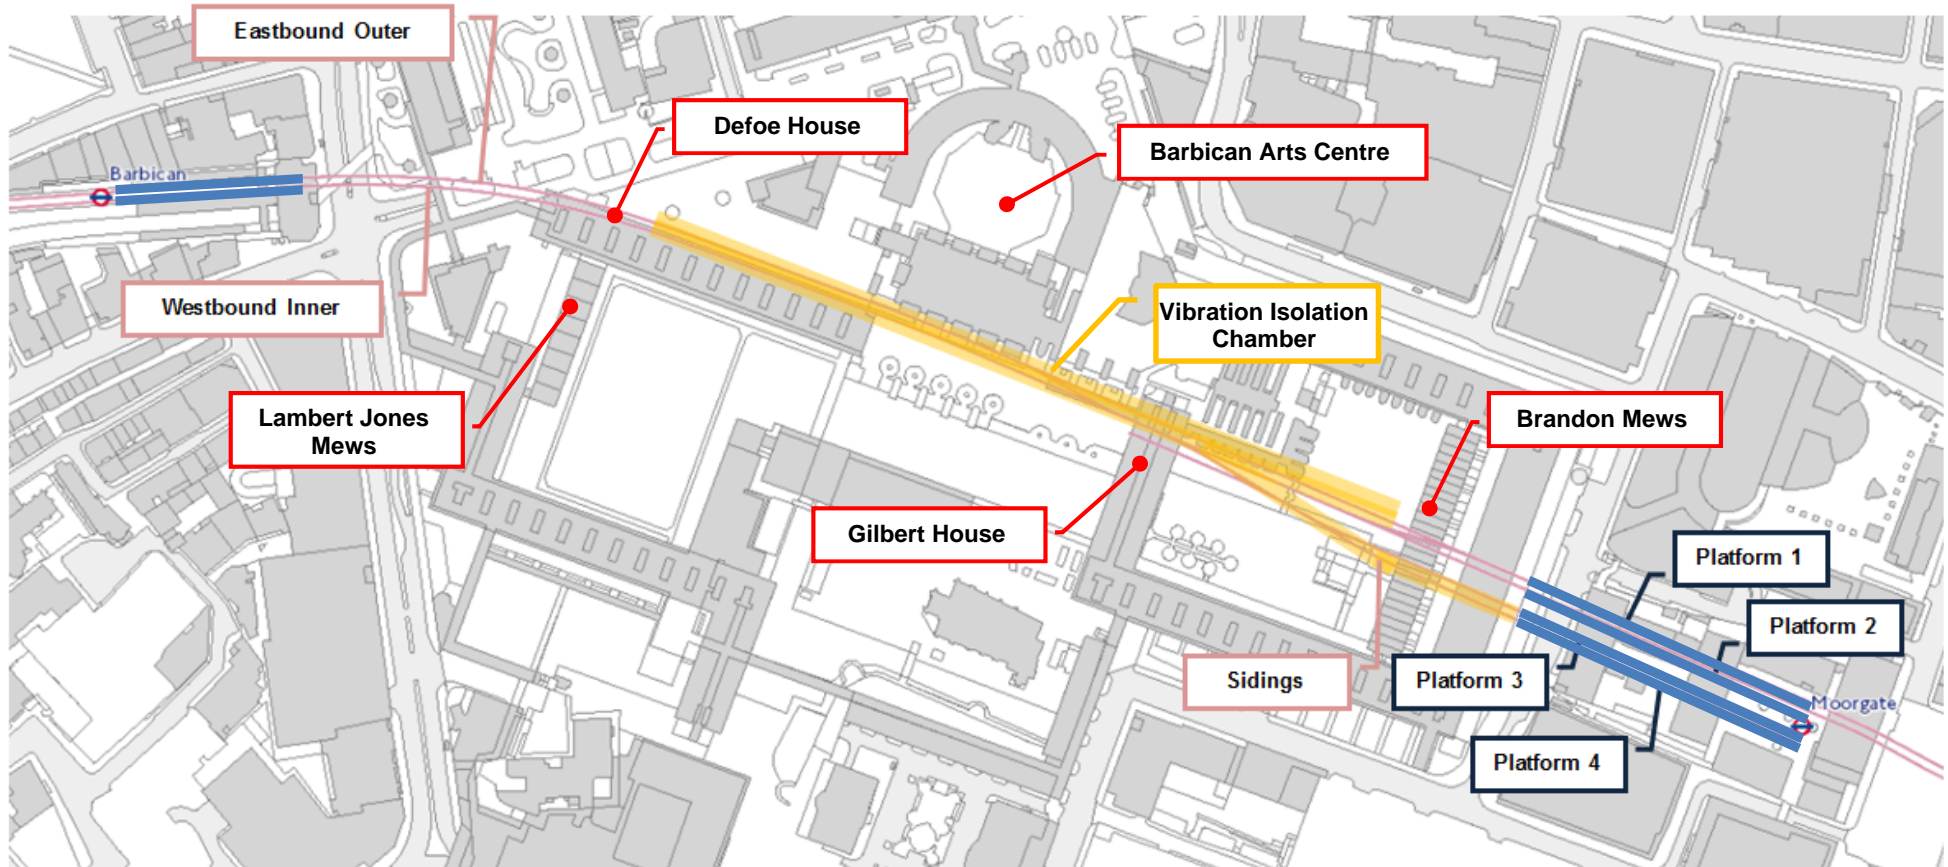 Eastbound Outer
Defoe House
Barbican Arts Centre
Barbican
Westbound Inner
Vibration Isolation
Chamber
Lambert Jones
Mews
Brandon Mews
Gilbert House
Platform 1
Platform 2
Sidings
Platform 3
Moorgate
Platform 4